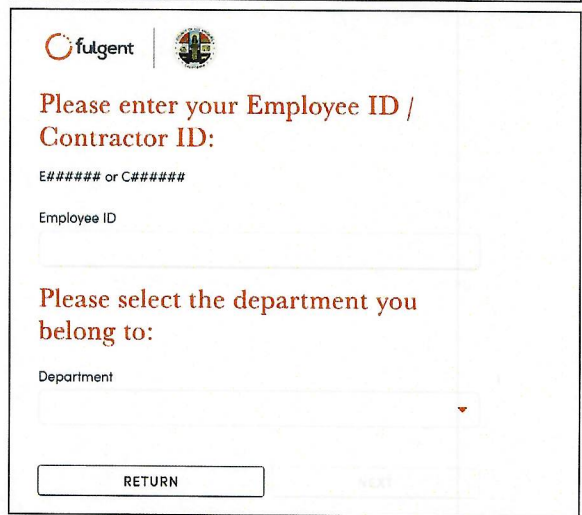 fulgent
Please enter your Employee ID /
Contractor ID:
E###### or C######
Employee ID
Please select the department you
belong to:
Department
RETURN
NEXT